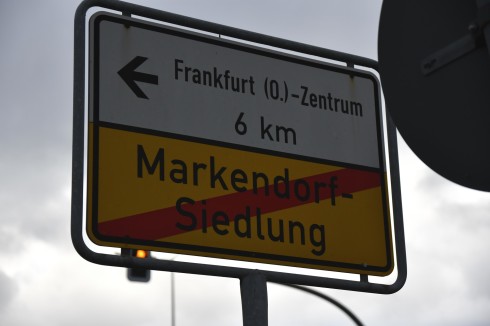 Frankfurt (O.)-Zentrum
6 km
Markendorf-
Siedlung